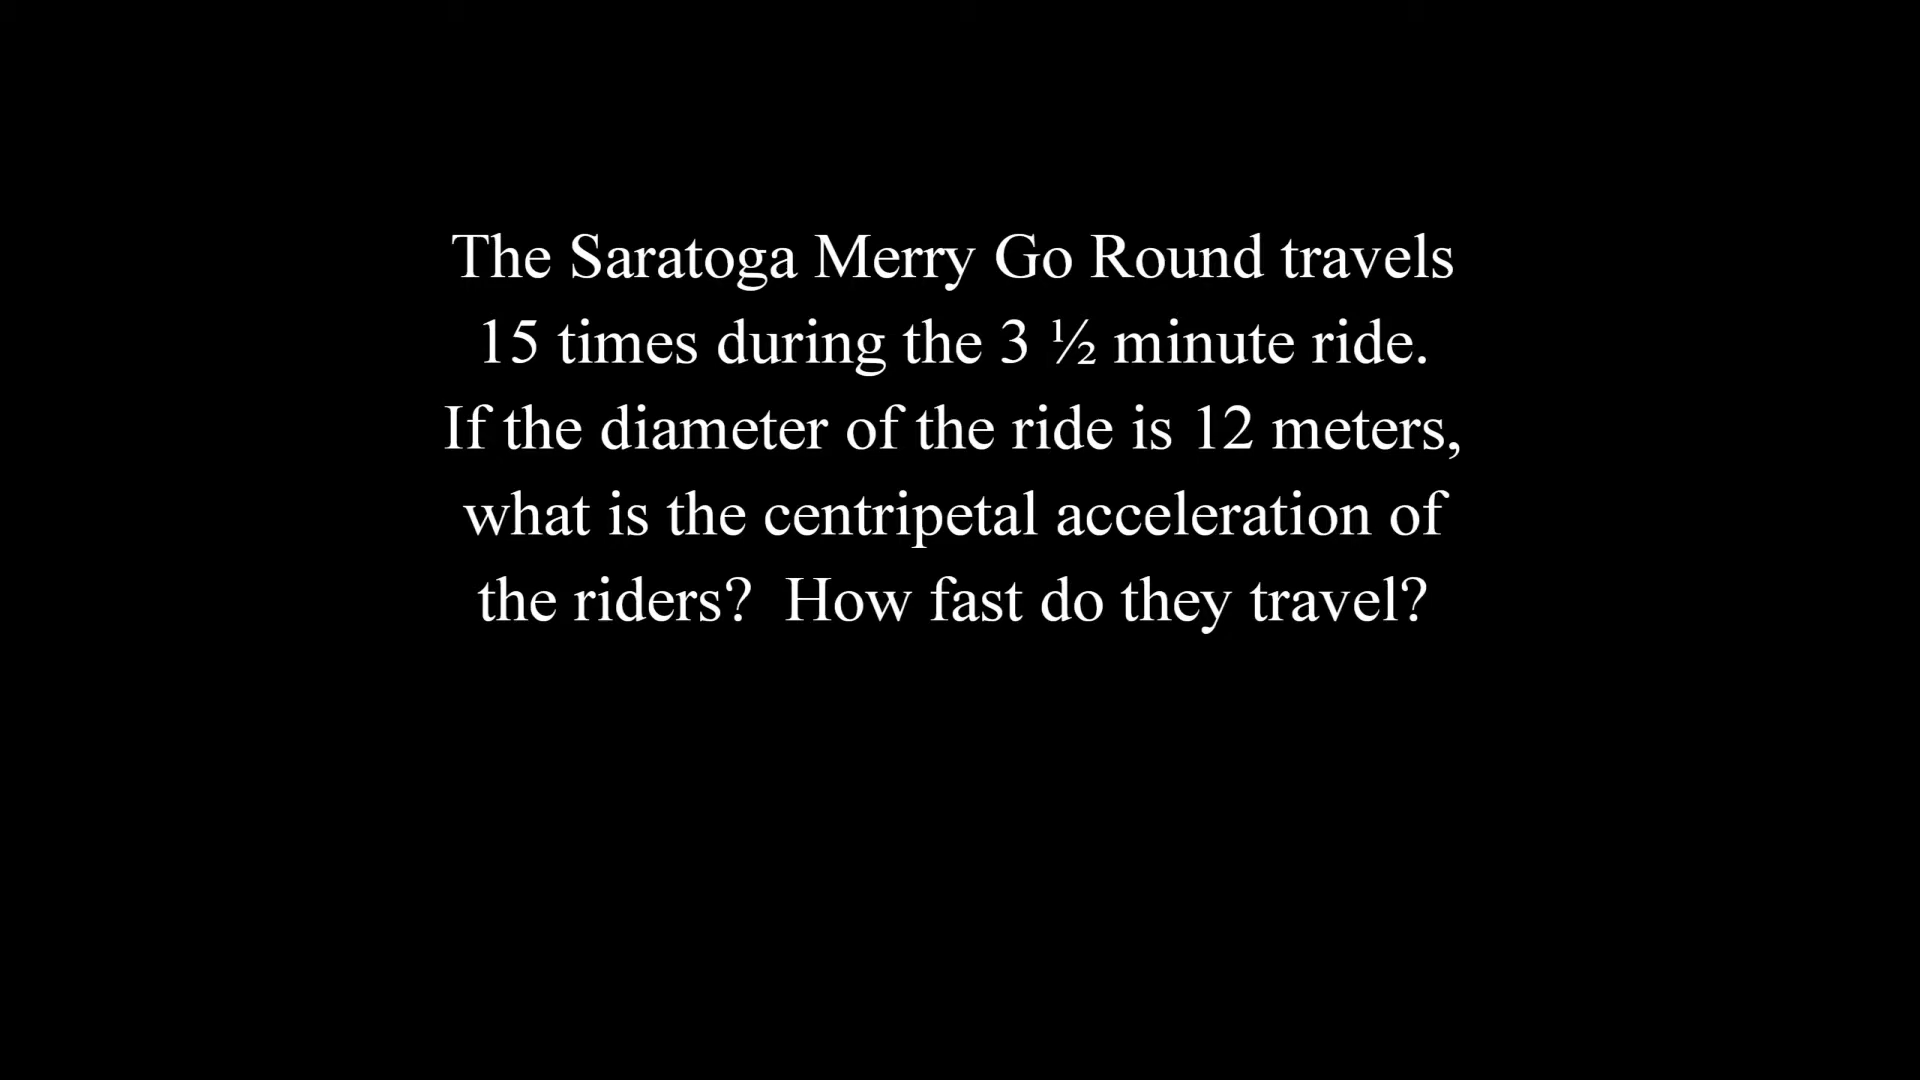 The Saratoga Merry Go Round travels
15 times during the 3 ½ minute ride.
If the diameter of the ride is 12 meters,
what is the centripetal acceleration of
the riders?  How fast do they travel?